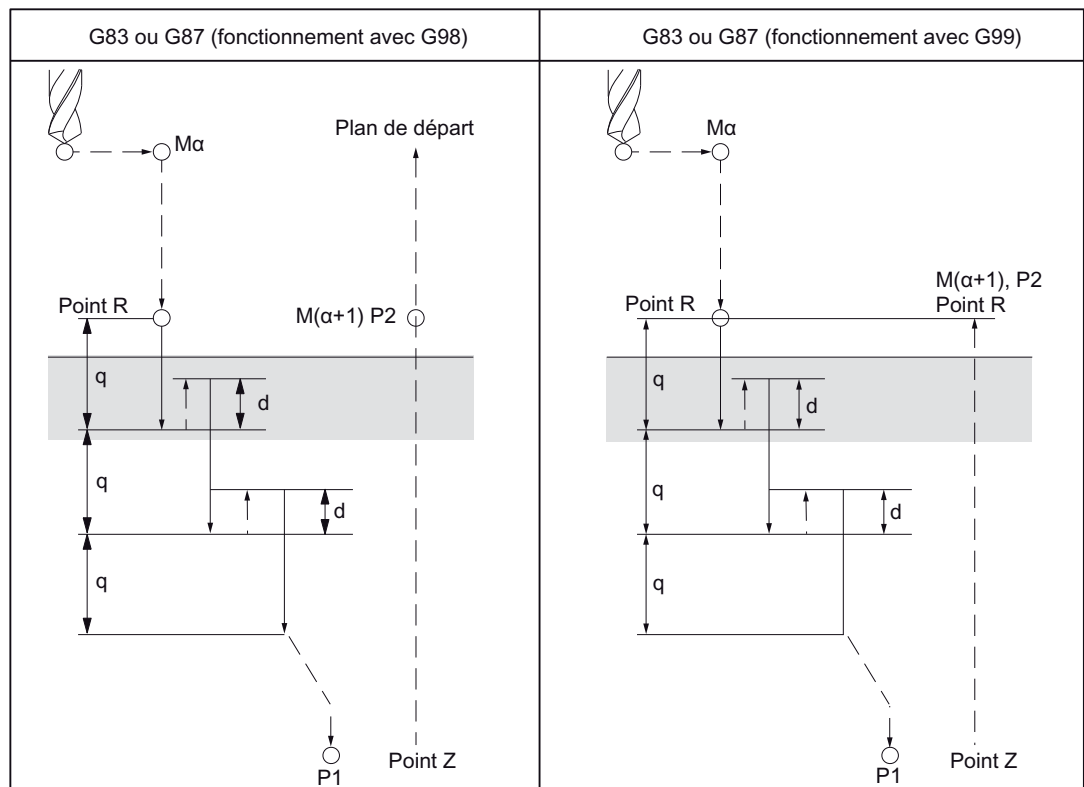 G83 ou G87 (fonctionnement avec G98)
Mα
Plan de départ
Point R
M(α+1) P2
q
d
q
d
q
P1
Point Z
G83 ou G87 (fonctionnement avec G99)
Mα
M(α+1), P2
Point R
Point R
q
d
q
d
q
P1
Point Z